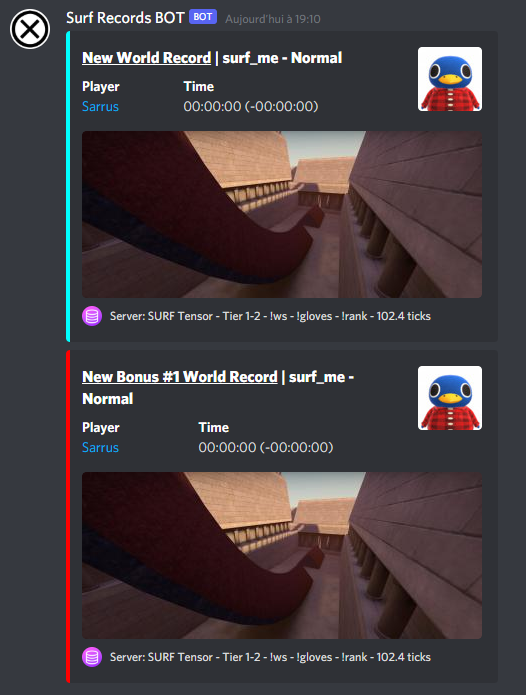 Surf Records BOT BOT Aujourd'hui à 19:10
New World Record | surf_me - Normal
Player Time
Sarrus 00:00:00 (-00:00:00)
Server: SURF Tensor - Tier 1-2 - !ws - !gloves - !rank - 102.4 ticks
New Bonus #1 World Record | surf_me -
Normal
Player Time
Sarrus 00:00:00 (-00:00:00)
Server: SURF Tensor - Tier 1-2 - !ws - !gloves - !rank - 102.4 ticks